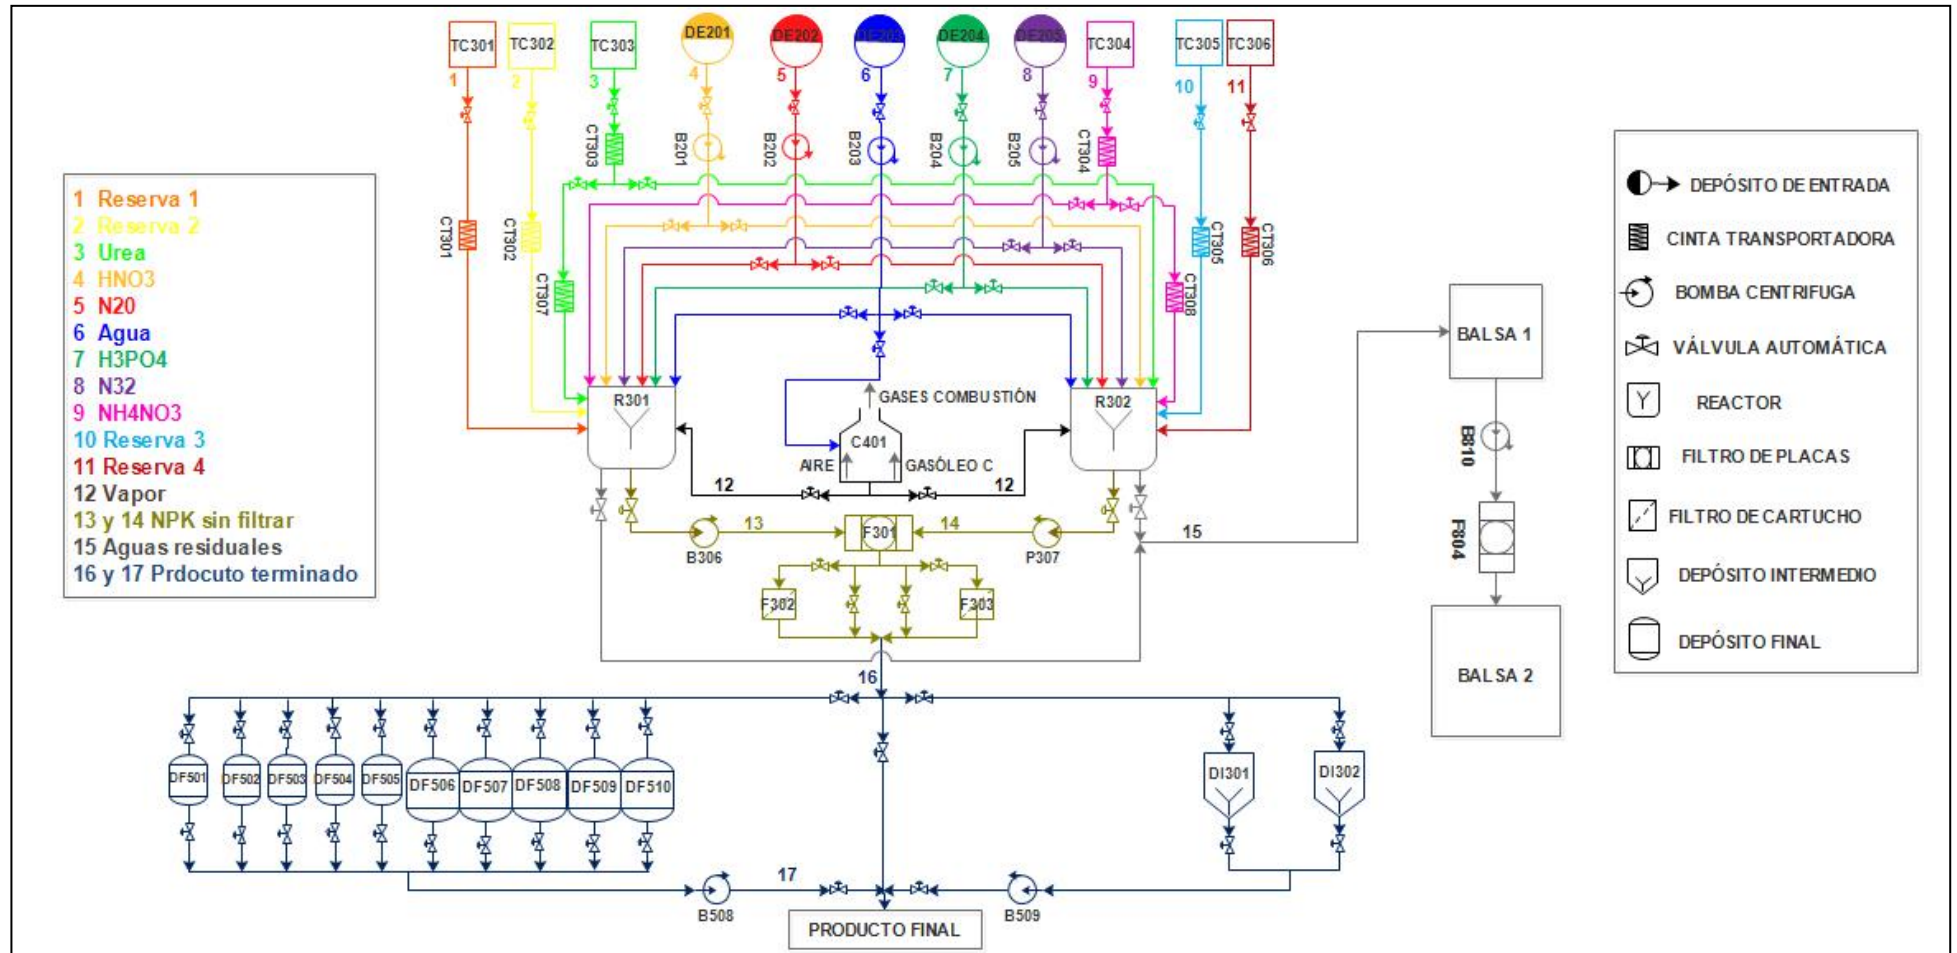 TC301
TC302
TC303
DE201
DE202
DE203
DE204
DE205
TC304
TC305
TC306
1
2
3
4
5
6
7
8
9
10
11
CT303
B201
B202
B203
B204
B205
CT304
CT301
CT302
CT307
CT308
CT305
CT306
1 Reserva 1
2 Reserva 2
3 Urea
4 HNO3
5 N20
6 Agua
7 H3PO4
8 N32
9 NH4NO3
10 Reserva 3
11 Reserva 4
12 Vapor
13 y 14 NPK sin filtrar
15 Aguas residuales
16 y 17 Prdocuto terminado
R301
R302
GASES COMBUSTIÓN
C401
AIRE
GASÓLEO C
12
12
13
14
B306
F301
P307
15
F302
F303
16
BALSA 1
B810
F804
BALSA 2
DEPÓSITO DE ENTRADA
CINTA TRANSPORTADORA
BOMBA CENTRIFUGA
VÁLVULA AUTOMÁTICA
REACTOR
FILTRO DE PLACAS
FILTRO DE CARTUCHO
DEPÓSITO INTERMEDIO
DEPÓSITO FINAL
DF501
DF502
DF503
DF504
DF505
DF506
DF507
DF508
DF509
DF510
DI301
DI302
17
B508
B509
PRODUCTO FINAL